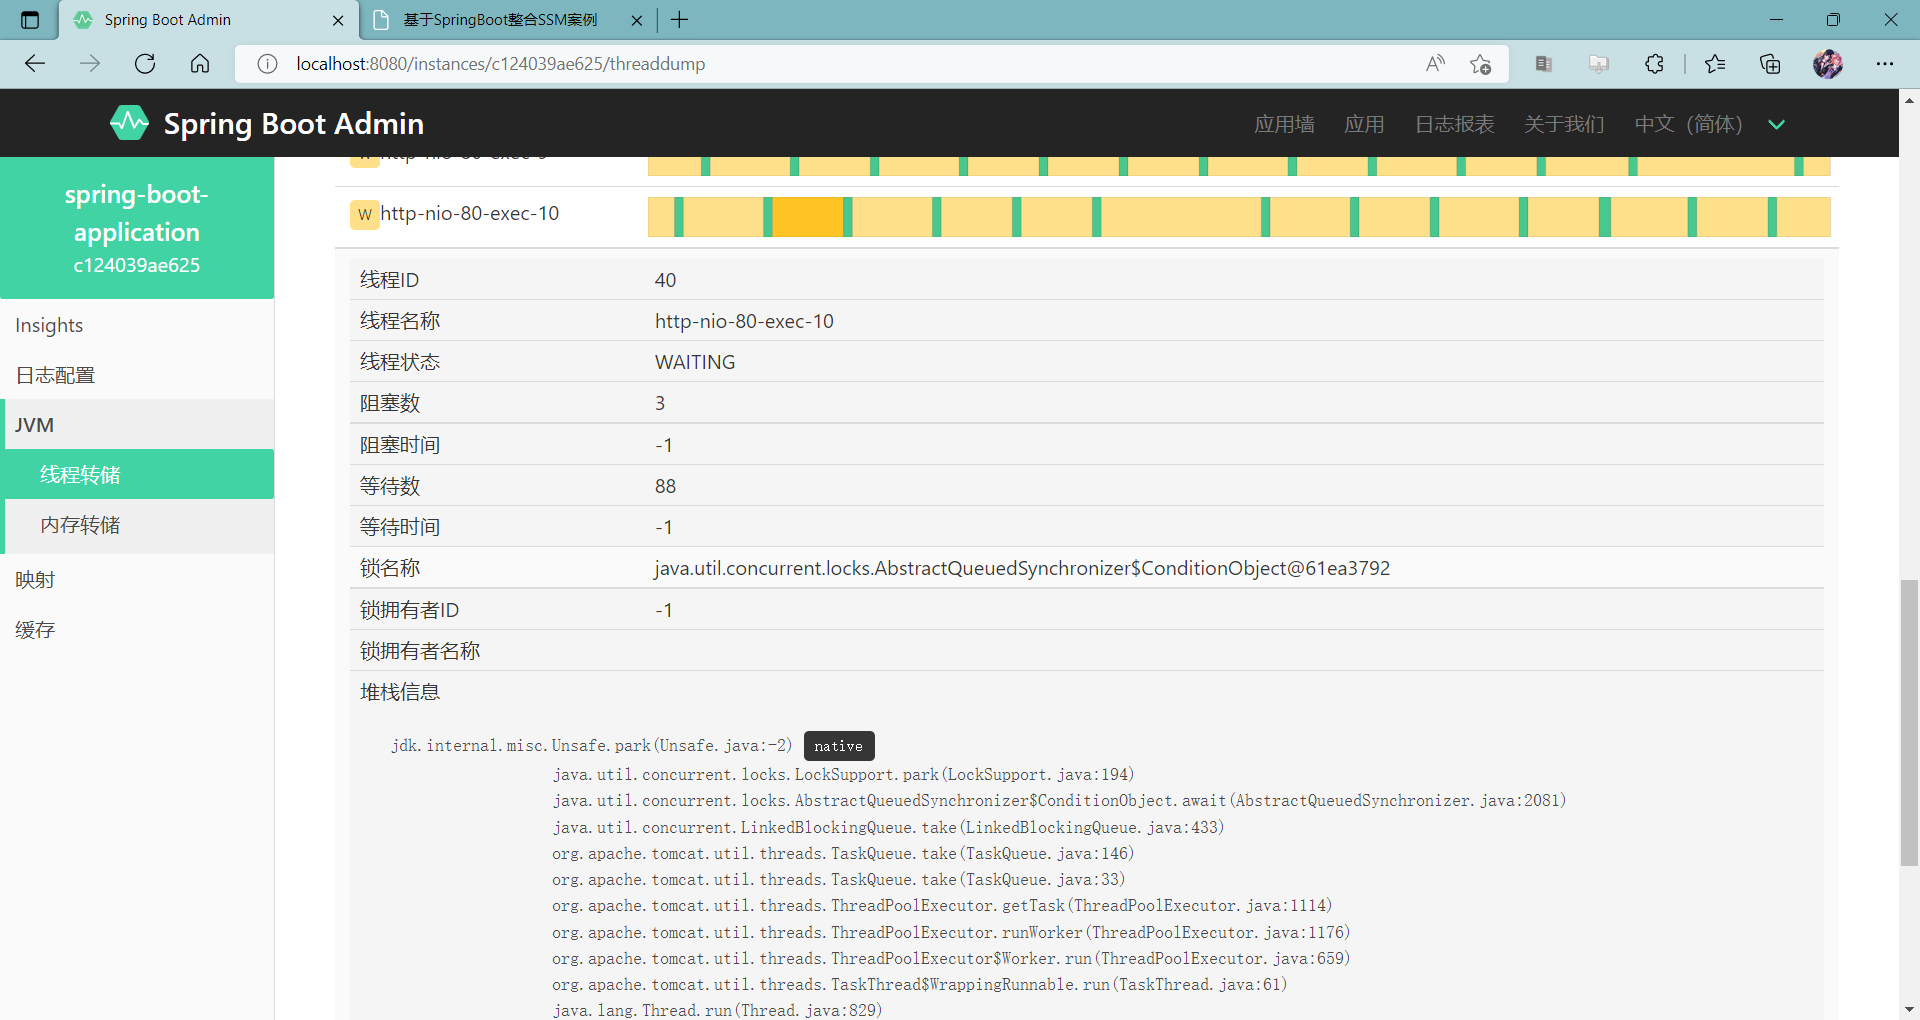 Spring Boot Admin
基于SpringBoot整合SSM案例
localhost:8080/instances/c124039ae625/threaddump
Spring Boot Admin
应用墙 应用 日志报表 关于我们 中文（简体）
spring-boot-
application
c124039ae625
Insights
日志配置
JVM
线程转储
内存转储
映射
缓存
W http-nio-80-exec-10
线程ID 40
线程名称 http-nio-80-exec-10
线程状态 WAITING
阻塞数 3
阻塞时间 -1
等待数 88
等待时间 -1
锁名称 java.util.concurrent.locks.AbstractQueuedSynchronizer$ConditionObject@61ea3792
锁拥有者ID -1
锁拥有者名称
堆栈信息
jdk.internal.misc.Unsafe.park(Unsafe.java:-2) native
java.util.concurrent.locks.LockSupport.park(LockSupport.java:194)
java.util.concurrent.locks.AbstractQueuedSynchronizer$ConditionObject.await(AbstractQueuedSynchronizer.java:2081)
java.util.concurrent.LinkedBlockingQueue.take(LinkedBlockingQueue.java:433)
org.apache.tomcat.util.threads.TaskQueue.take(TaskQueue.java:146)
org.apache.tomcat.util.threads.TaskQueue.take(TaskQueue.java:33)
org.apache.tomcat.util.threads.ThreadPoolExecutor.getTask(ThreadPoolExecutor.java:1114)
org.apache.tomcat.util.threads.ThreadPoolExecutor.runWorker(ThreadPoolExecutor.java:1176)
org.apache.tomcat.util.threads.ThreadPoolExecutor$Worker.run(ThreadPoolExecutor.java:659)
org.apache.tomcat.util.threads.TaskThread$WrappingRunnable.run(TaskThread.java:61)
java.lang.Thread.run(Thread.java:829)